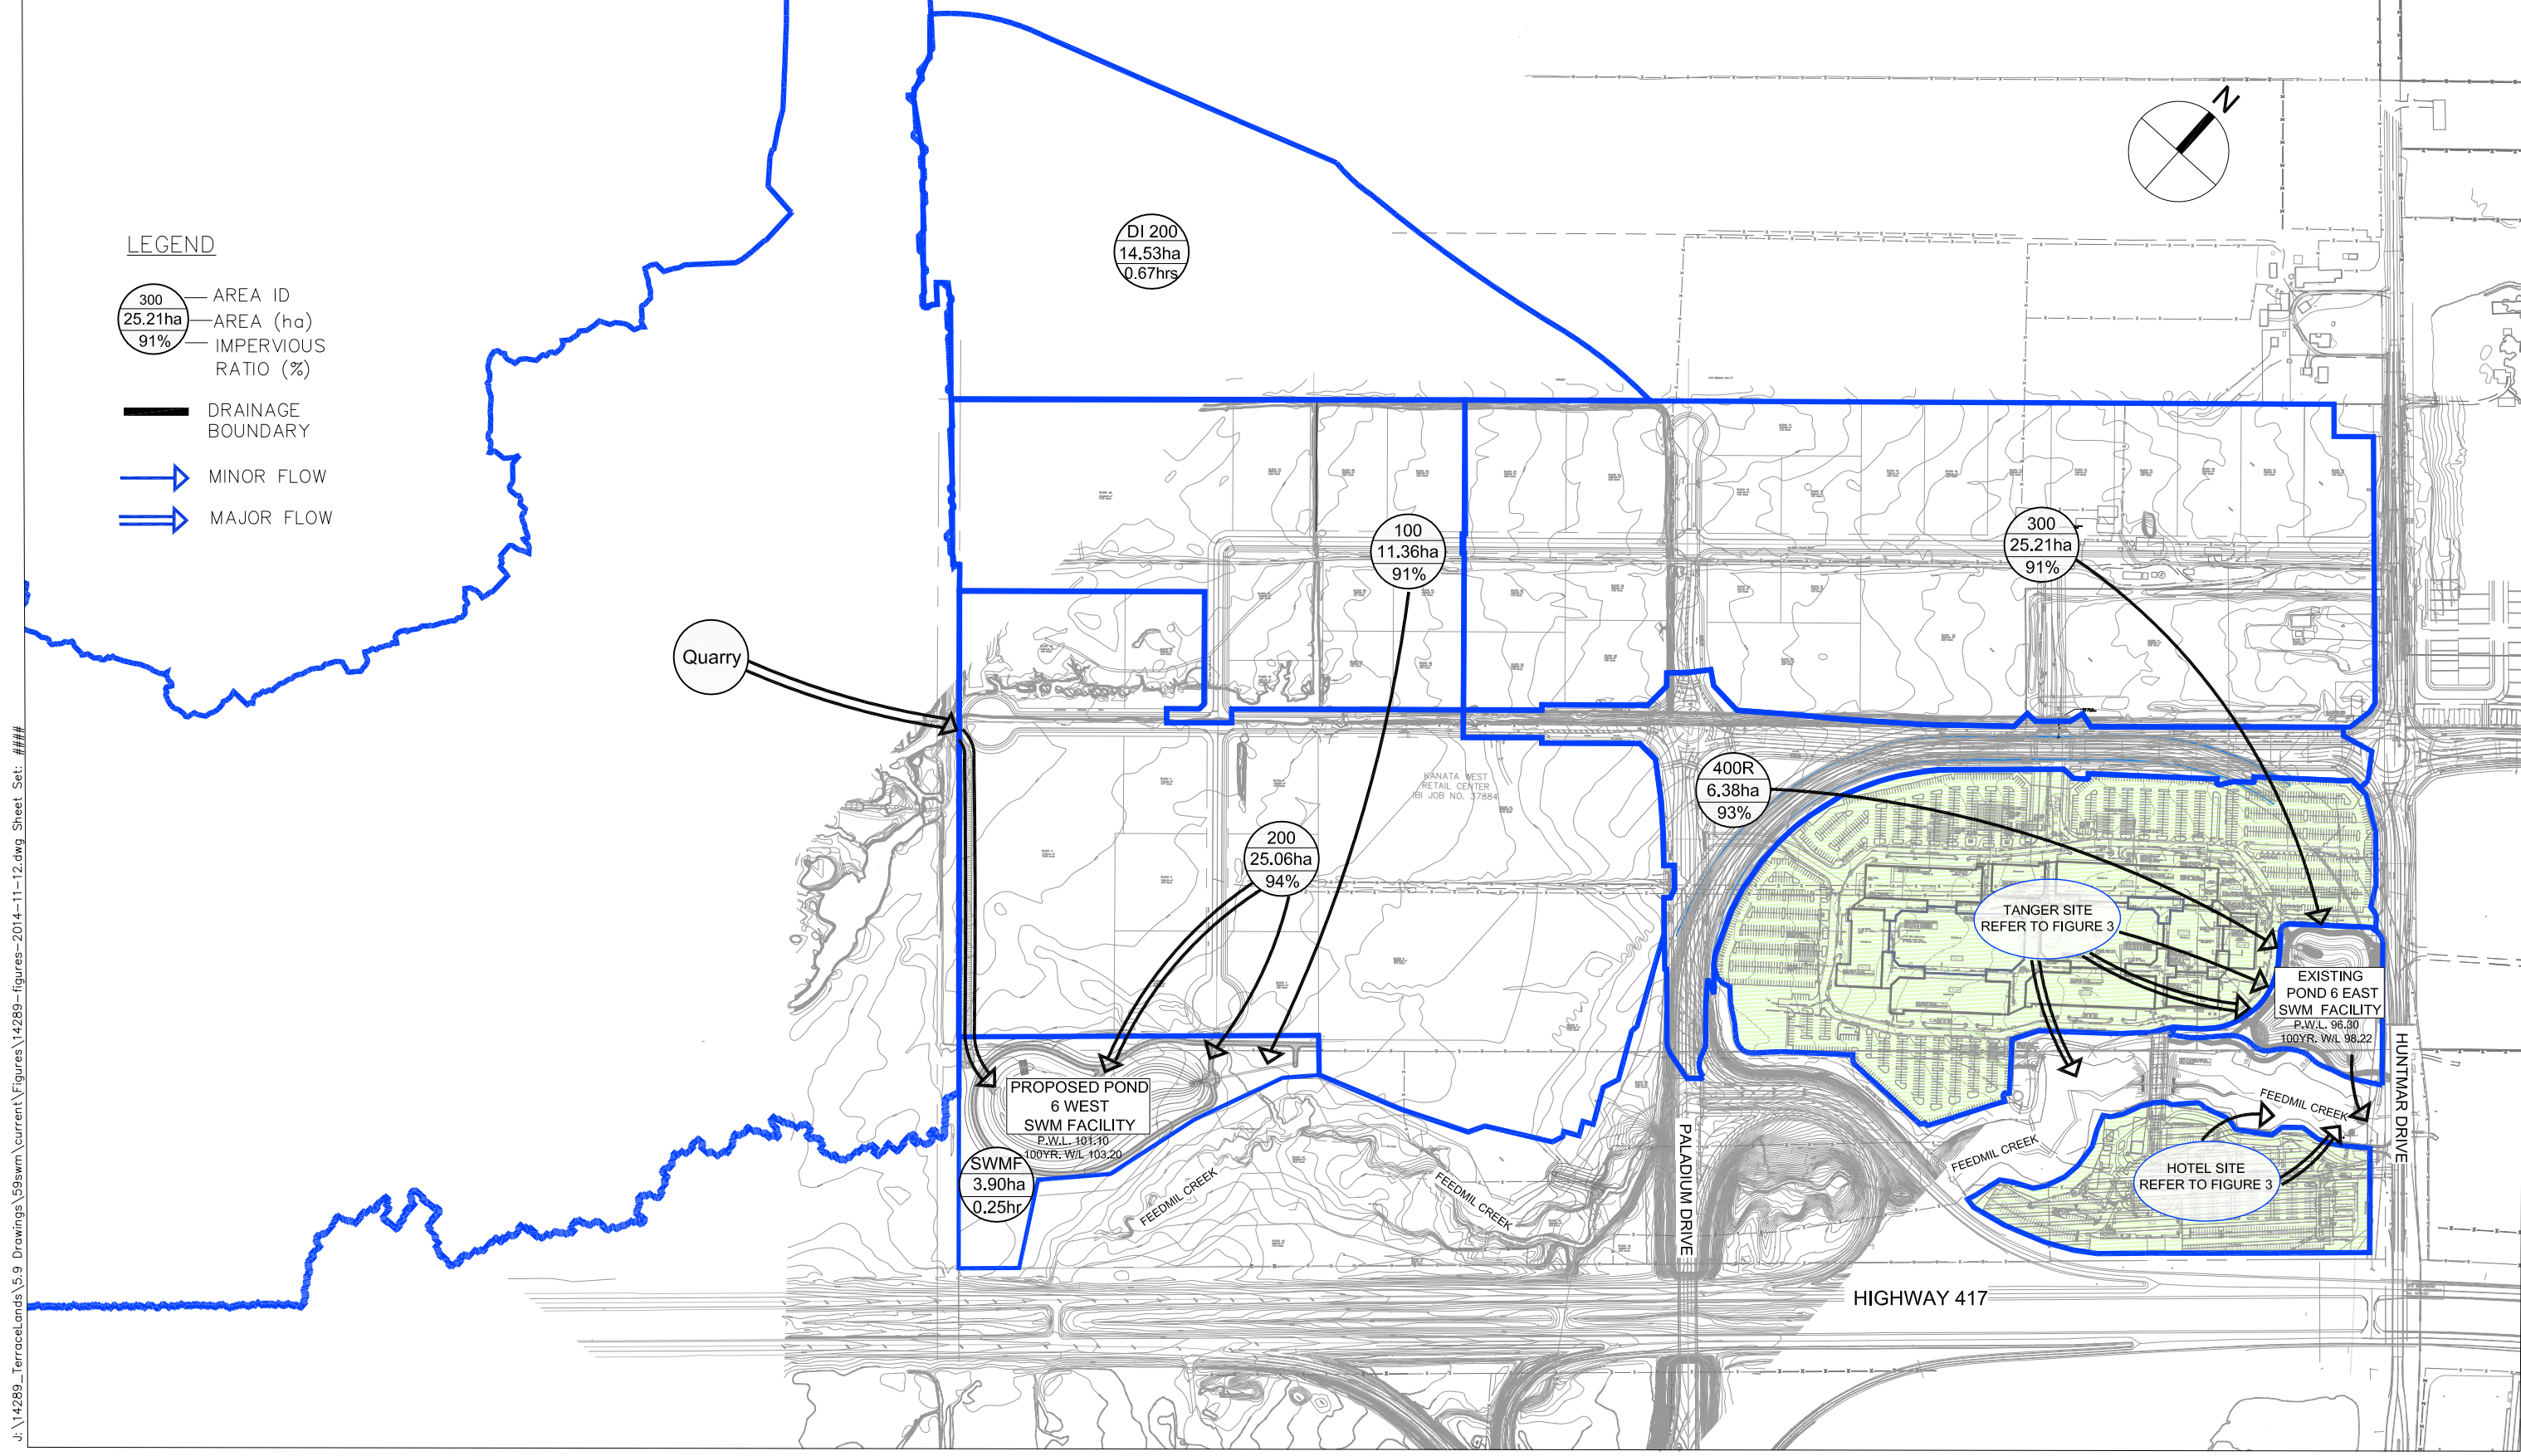 LEGEND
300
25.21ha
91%
AREA ID
AREA (ha)
IMPERVIOUS
RATIO (%)
DRAINAGE
BOUNDARY
MINOR FLOW
MAJOR FLOW
N
DI 200
14.53ha
0.67hrs
100
11.36ha
91%
300
25.21ha
91%
Quarry
KANATA WEST
RETAIL CENTER
IBI JOB NO. 37884
400R
6.38ha
93%
200
25.06ha
94%
TANGER SITE
REFER TO FIGURE 3
EXISTING
POND 6 EAST
SWM FACILITY
P.W.L. 96.30
100YR. W/L 98.22
PROPOSED POND
6 WEST
SWM FACILITY
P.W.L. 101.10
100YR. W/L 103.20
SWMF
3.90ha
0.25hr
FEEDMIL CREEK
FEEDMIL CREEK
FEEDMIL CREEK
FEEDMIL CREEK
HOTEL SITE
REFER TO FIGURE 3
PALADIUM DRIVE
HUNTMAR DRIVE
HIGHWAY 417
J:\14289_TerraceLands\5.9 Drawings\59swm\current\Figures\14289-figures-2014-11-12.dwg Sheet Set: ####